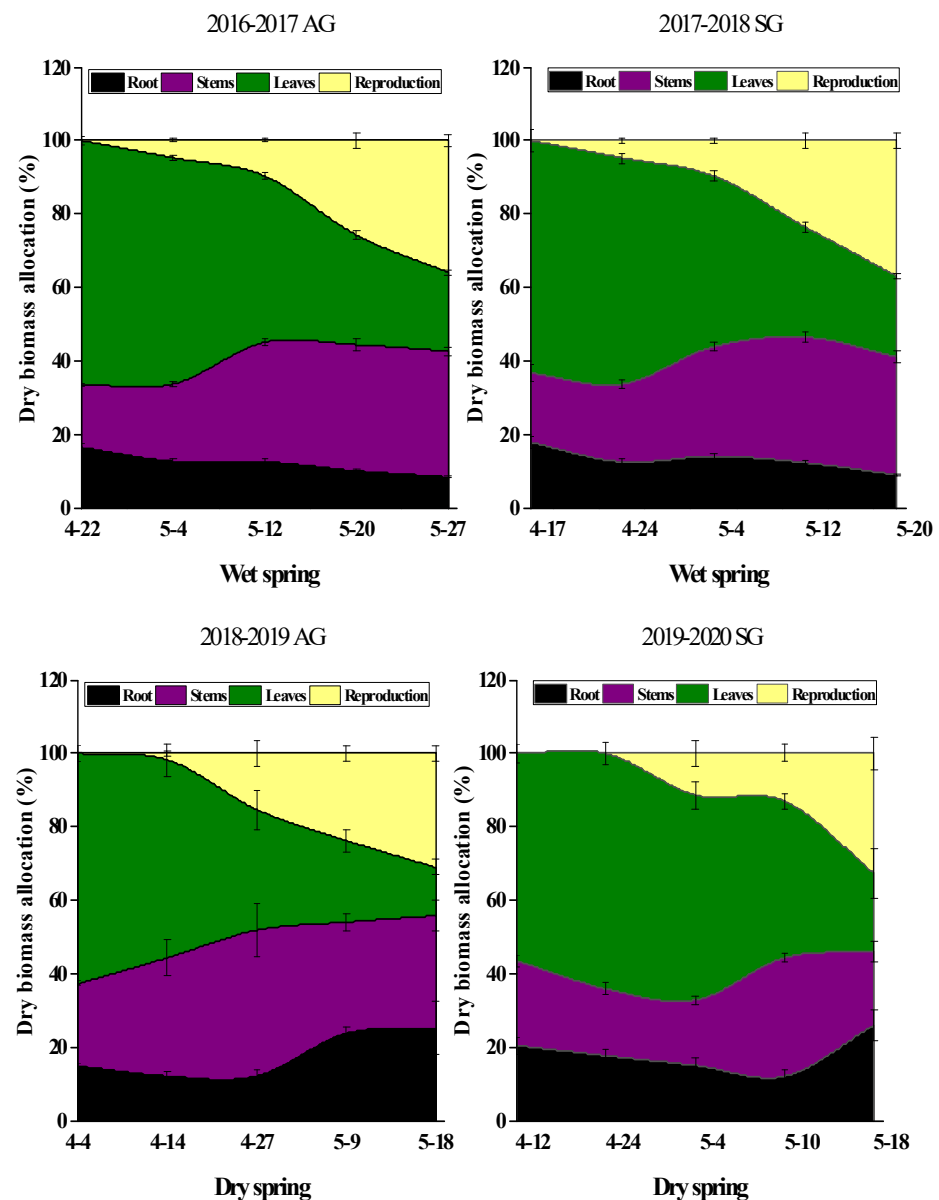 2016-2017 AG
2017-2018 SG
120
100
80
60
40
20
0
Dry biomass allocation (%)
Root Stems Leaves Reproduction
4-22 5-4 5-12 5-20 5-27
Wet spring
120
100
80
60
40
20
0
Dry biomass allocation (%)
Root Stems Leaves Reproduction
4-17 4-24 5-4 5-12 5-20
Wet spring
2018-2019 AG
2019-2020 SG
120
100
80
60
40
20
0
Dry biomass allocation (%)
Root Stems Leaves Reproduction
4-4 4-14 4-27 5-9 5-18
Dry spring
120
100
80
60
40
20
0
Dry biomass allocation (%)
Root Stems Leaves Reproduction
4-12 4-24 5-4 5-10 5-18
Dry spring